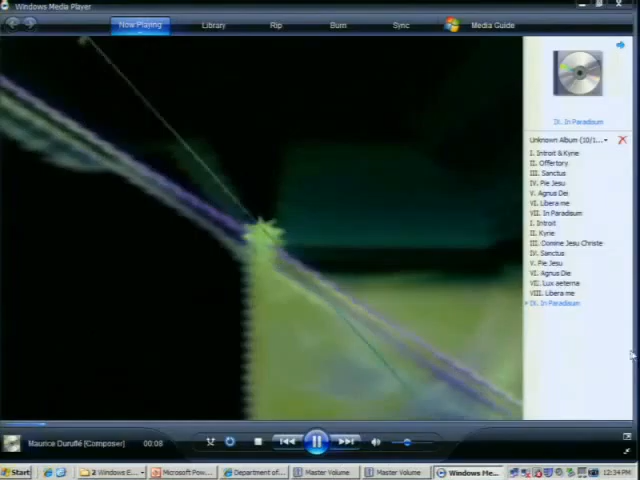 Windows Media Player
Now Playing
Library
Rip
Burn
Sync
Media Guide
IX. In Paradisum
Unknown Album (10/1...
I. Introit & Kyrie
II. Offertory
III. Sanctus
IV. Pie Jesu
V. Agnus Dei
VI. Libera me
VII. In Paradisum
I. Introit
II. Kyrie
III. Domine Jesu Christe
IV. Sanctus
V. Pie Jesu
VI. Agnus Dei
VII. Lux aeterna
VIII. Libera me
IX. In Paradisum
Maurice Duruflé [Composer]
00:08
Start
2 Windows E...
Microsoft Pow...
Department of...
Master Volume
Master Volume
Windows Me...
12:34 PM